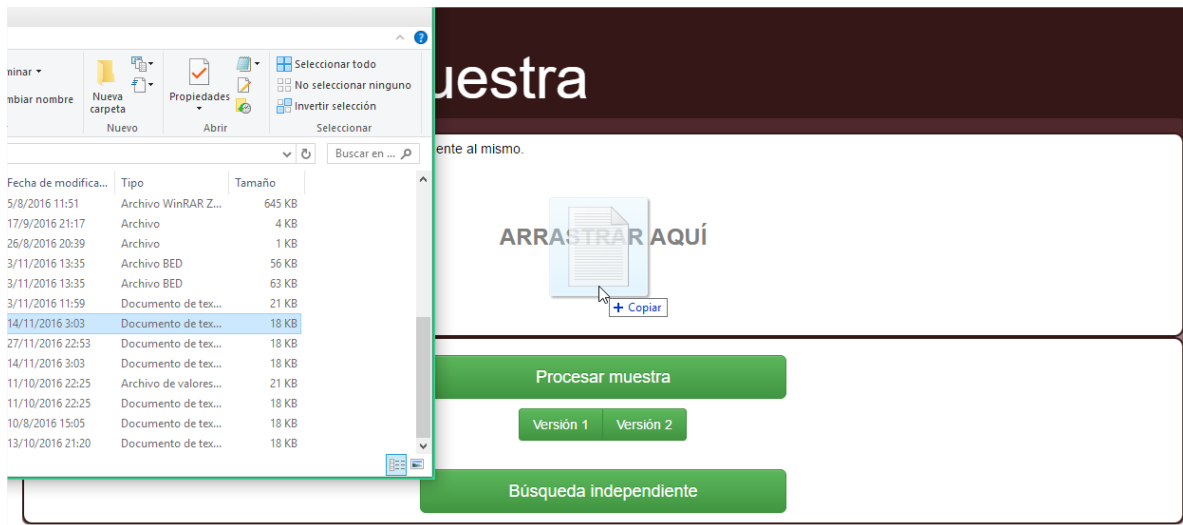 minar
mbiar nombre
Nueva carpeta
Propiedades
Seleccionar todo
No seleccionar ninguno
Invertir selección
Nuevo
Abrir
Seleccionar
Buscar en ...
Fecha de modifica... Tipo Tamaño
5/8/2016 11:51 Archivo WinRAR Z... 645 KB
17/9/2016 21:17 Archivo 4 KB
26/8/2016 20:39 Archivo 1 KB
3/11/2016 13:35 Archivo BED 56 KB
3/11/2016 13:35 Archivo BED 63 KB
3/11/2016 11:59 Documento de tex... 21 KB
14/11/2016 3:03 Documento de tex... 18 KB
27/11/2016 22:53 Documento de tex... 18 KB
14/11/2016 3:03 Documento de tex... 18 KB
11/10/2016 22:25 Archivo de valores... 21 KB
11/10/2016 22:25 Documento de tex... 18 KB
10/8/2016 15:05 Documento de tex... 18 KB
13/10/2016 21:20 Documento de tex... 18 KB
uestra
ente al mismo.
ARRASTRAR AQUÍ
+ Copiar
Procesar muestra
Versión 1 Versión 2
Búsqueda independiente